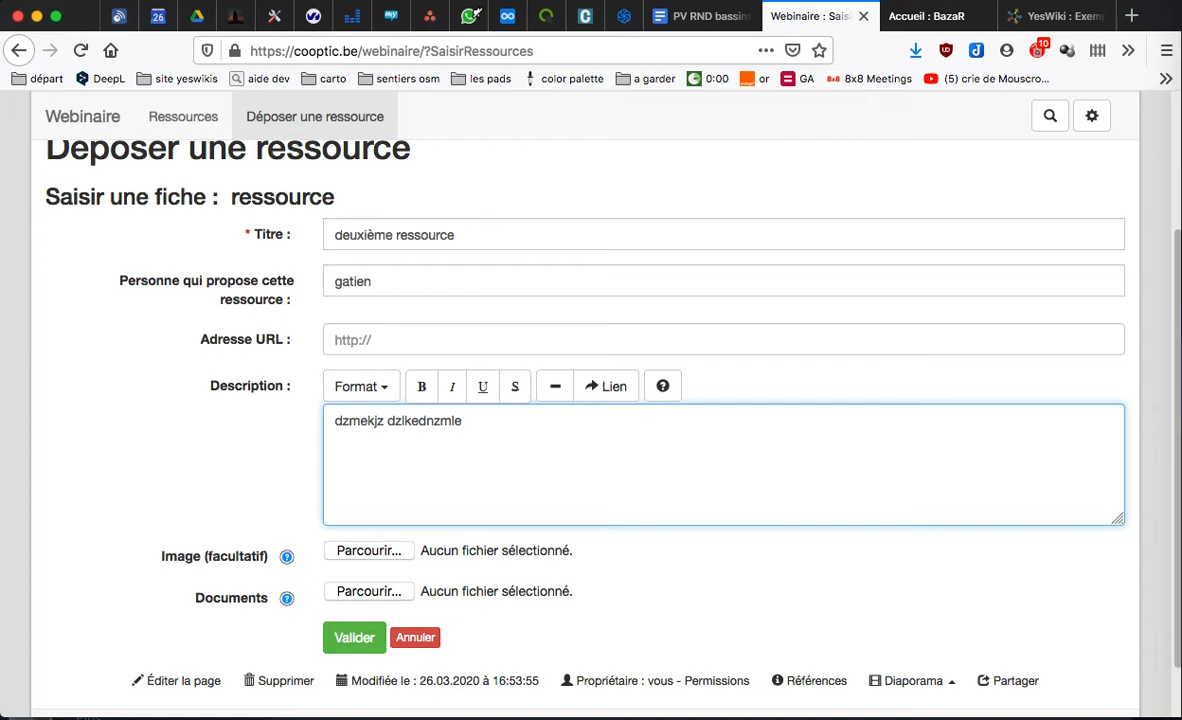 26
PV RND bassins
Webinaire : Saisi
Accueil : BazaR
YesWiki : Exemp
https://cooptic.be/webinaire/?SaisirRessources
10
départ
DeepL
site yeswikis
aide dev
carto
sentiers osm
les pads
color palette
a garder
0:00
or
GA
8x8 Meetings
(5) crie de Mouscro...
Webinaire
Ressources
Déposer une ressource
Déposer une ressource
Saisir une fiche : ressource
* Titre :
deuxième ressource
Personne qui propose cette
ressource :
gatien
Adresse URL :
http://
Description :
Format
B
I
U
S
Lien
dzmekjz dzlkednzmle
Image (facultatif)
Parcourir... Aucun fichier sélectionné.
Documents
Parcourir... Aucun fichier sélectionné.
Valider
Annuler
Éditer la page
Supprimer
Modifiée le : 26.03.2020 à 16:53:55
Propriétaire : vous - Permissions
Références
Diaporama
Partager